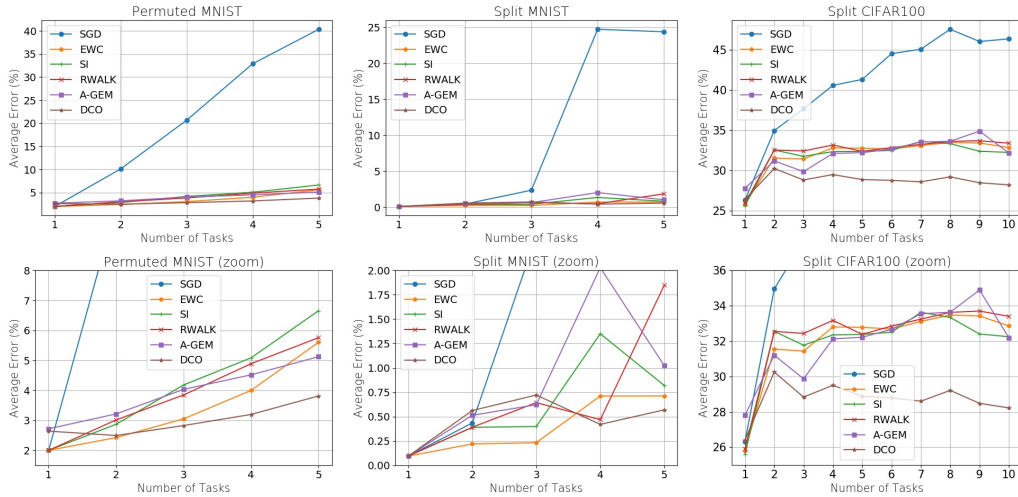 Permuted MNIST
Average Error (%)
40
35
30
25
20
15
10
5
SGD
EWC
SI
RWALK
A-GEM
DCO
1 2 3 4 5
Number of Tasks
Split MNIST
Average Error (%)
25
20
15
10
5
0
SGD
EWC
SI
RWALK
A-GEM
DCO
1 2 3 4 5
Number of Tasks
Split CIFAR100
Average Error (%)
45
40
35
30
25
SGD
EWC
SI
RWALK
A-GEM
DCO
1 2 3 4 5 6 7 8 9 10
Number of Tasks
Permuted MNIST (zoom)
Average Error (%)
8
7
6
5
4
3
2
SGD
EWC
SI
RWALK
A-GEM
DCO
1 2 3 4 5
Number of Tasks
Split MNIST (zoom)
Average Error (%)
2.00
1.75
1.50
1.25
1.00
0.75
0.50
0.25
0.00
SGD
EWC
SI
RWALK
A-GEM
DCO
1 2 3 4 5
Number of Tasks
Split CIFAR100 (zoom)
Average Error (%)
36
34
32
30
28
26
SGD
EWC
SI
RWALK
A-GEM
DCO
1 2 3 4 5 6 7 8 9 10
Number of Tasks